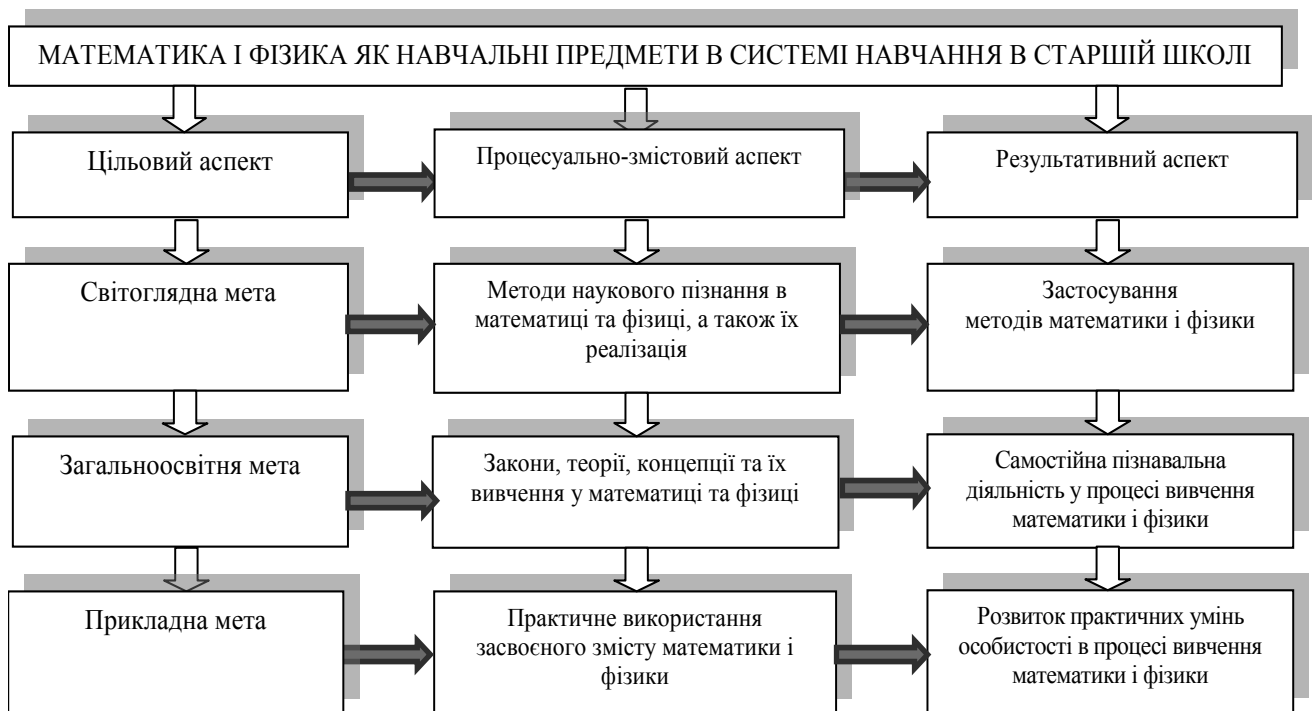 МАТЕМАТИКА І ФІЗИКА ЯК НАВЧАЛЬНІ ПРЕДМЕТИ В СИСТЕМІ НАВЧАННЯ В СТАРШІЙ ШКОЛІ
Цільовий аспект
Процесуально-змістовий аспект
Результативний аспект
Світоглядна мета
Методи наукового пізнання в
математиці та фізиці, а також їх
реалізація
Застосування
методів математики і фізики
Загальноосвітня мета
Закони, теорії, концепції та їх
вивчення у математиці та фізиці
Самостійна пізнавальна
діяльність у процесі вивчення
математики і фізики
Прикладна мета
Практичне використання
засвоєного змісту математики і
фізики
Розвиток практичних умінь
особистості в процесі вивчення
математики і фізики